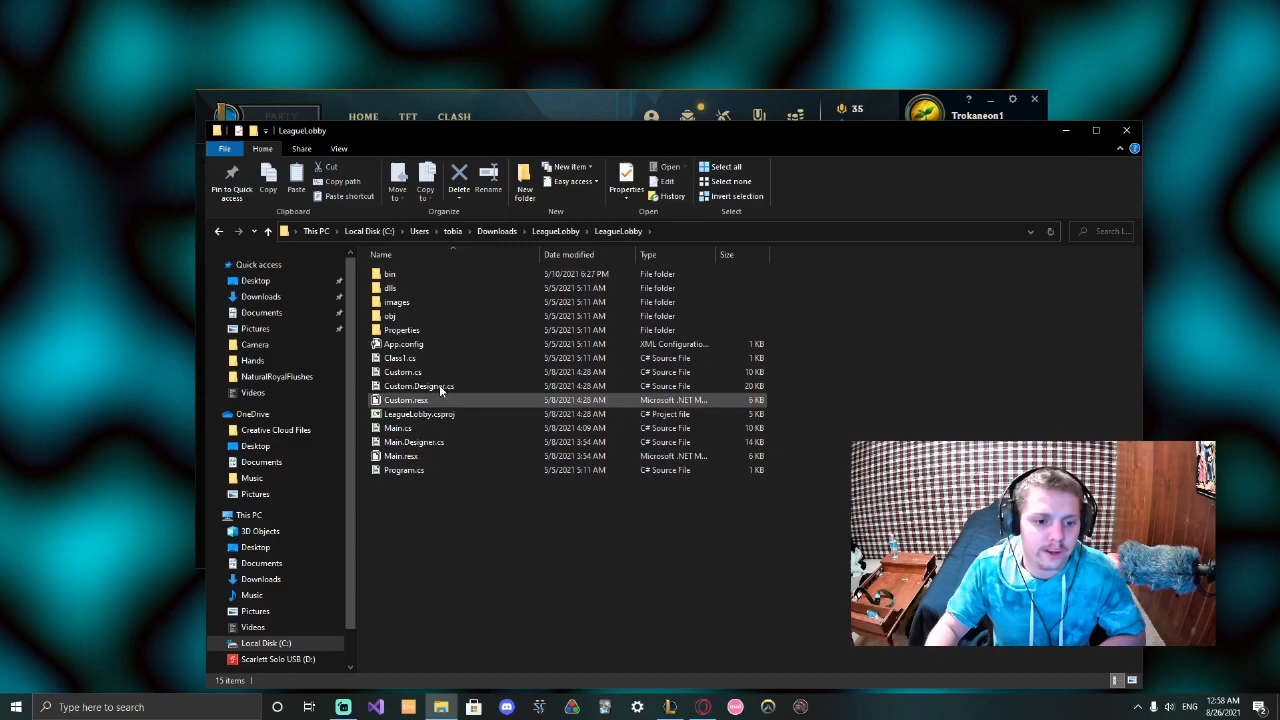 PARTY
HOME TFT CLASH
35
Trokaneon1
LeagueLobby
File Home Share View
Pin to Quick access
Copy
Paste
Cut
Copy path
Paste shortcut
Clipboard
Move to
Copy to
Delete
Rename
Organize
New folder
New item
Easy access
New
Properties
Open
Edit
History
Open
Select all
Select none
Invert selection
Select
This PC Local Disk (C:) Users tobia Downloads LeagueLobby LeagueLobby
Search L...
Quick access
Desktop
Downloads
Documents
Pictures
Camera
Hands
NaturalRoyalFlushes
Videos
OneDrive
Creative Cloud Files
Desktop
Documents
Music
Pictures
This PC
3D Objects
Desktop
Documents
Downloads
Music
Pictures
Videos
Local Disk (C:)
Scarlett Solo USB (D:)
Name Date modified Type Size
bin 5/10/2021 6:27 PM File folder
dlls 5/5/2021 5:11 AM File folder
images 5/5/2021 5:11 AM File folder
obj 5/5/2021 5:11 AM File folder
Properties 5/5/2021 5:11 AM File folder
App.config 5/5/2021 5:11 AM XML Configuratio... 1 KB
Class1.cs 5/5/2021 5:11 AM C# Source File 1 KB
Custom.cs 5/8/2021 4:28 AM C# Source File 10 KB
Custom.Designer.cs 5/8/2021 4:28 AM C# Source File 20 KB
Custom.resx 5/8/2021 4:28 AM Microsoft .NET M... 6 KB
LeagueLobby.csproj 5/8/2021 4:28 AM C# Project file 5 KB
Main.cs 5/8/2021 4:09 AM C# Source File 10 KB
Main.Designer.cs 5/8/2021 3:54 AM C# Source File 14 KB
Main.resx 5/8/2021 3:54 AM Microsoft .NET M... 6 KB
Program.cs 5/5/2021 5:11 AM C# Source File 1 KB
15 items
Type here to search
ENG
12:58 AM
8/26/2021
2